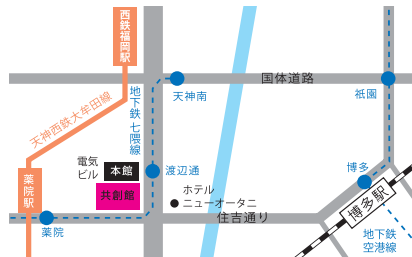 西鉄福岡駅
国体道路
天神南
祇園
地下鉄七隈線
天神西鉄大牟田線
電気
ビル
本館
渡辺通
博多
共創館
薬院駅
ホテル
ニューオータニ
博多駅
住吉通り
薬院
地下鉄
空港線